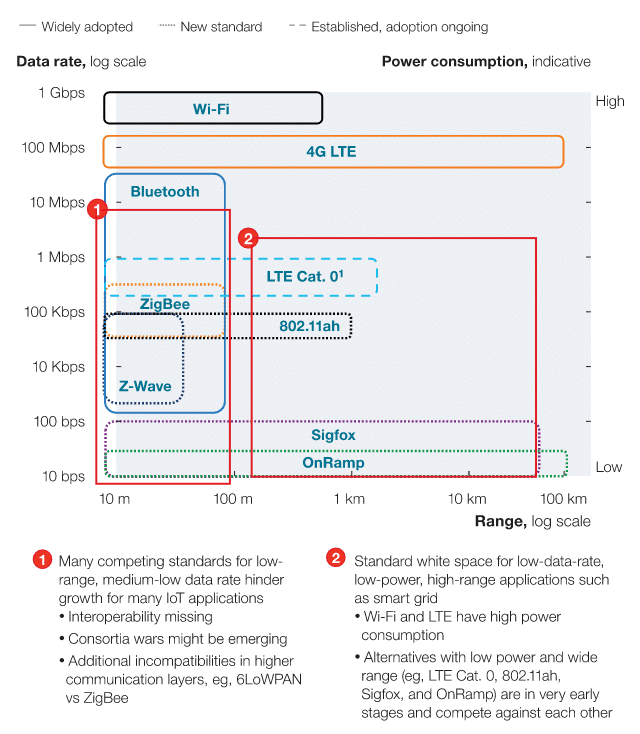 Widely adopted
New standard
Established, adoption ongoing
Data rate, log scale
Power consumption, indicative
1 Gbps
Wi-Fi
High
100 Mbps
4G LTE
10 Mbps
Bluetooth
1
2
1 Mbps
LTE Cat. 0¹
ZigBee
100 Kbps
802.11ah
10 Kbps
Z-Wave
100 bps
Sigfox
OnRamp
10 bps
Low
10 m
100 m
1 km
10 km
100 km
Range, log scale
1
Many competing standards for low-
range, medium-low data rate hinder
growth for many IoT applications
• Interoperability missing
• Consortia wars might be emerging
• Additional incompatibilities in higher
communication layers, eg, 6LoWPAN
vs ZigBee
2
Standard white space for low-data-rate,
low-power, high-range applications such
as smart grid
• Wi-Fi and LTE have high power
consumption
• Alternatives with low power and wide
range (eg, LTE Cat. 0, 802.11ah,
Sigfox, and OnRamp) are in very early
stages and compete against each other